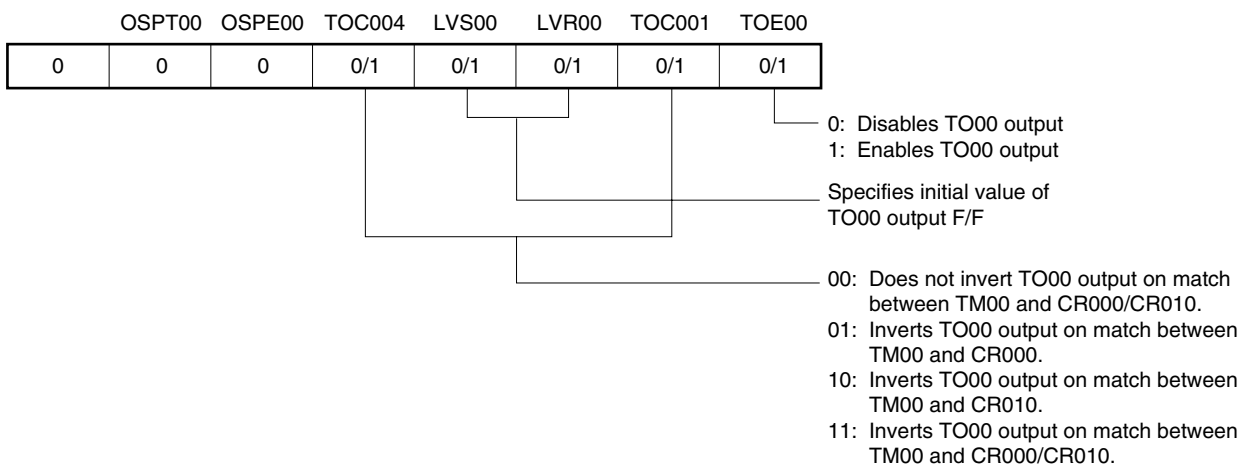 OSPT00 OSPE00 TOC004 LVS00 LVR00 TOC001 TOE00
0 0 0 0/1 0/1 0/1 0/1 0/1
0: Disables TO00 output
1: Enables TO00 output
Specifies initial value of
TO00 output F/F
00: Does not invert TO00 output on match
between TM00 and CR000/CR010.
01: Inverts TO00 output on match between
TM00 and CR000.
10: Inverts TO00 output on match between
TM00 and CR010.
11: Inverts TO00 output on match between
TM00 and CR000/CR010.